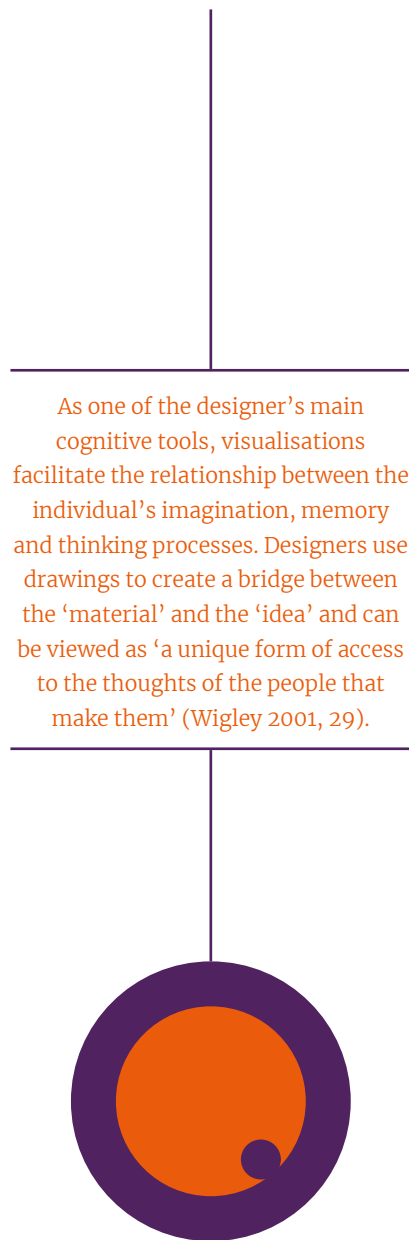 As one of the designer’s main
cognitive tools, visualisations
facilitate the relationship between the
individual’s imagination, memory
and thinking processes. Designers use
drawings to create a bridge between
the ‘material’ and the ‘idea’ and can
be viewed as ‘a unique form of access
to the thoughts of the people that
make them’ (Wigley 2001, 29).